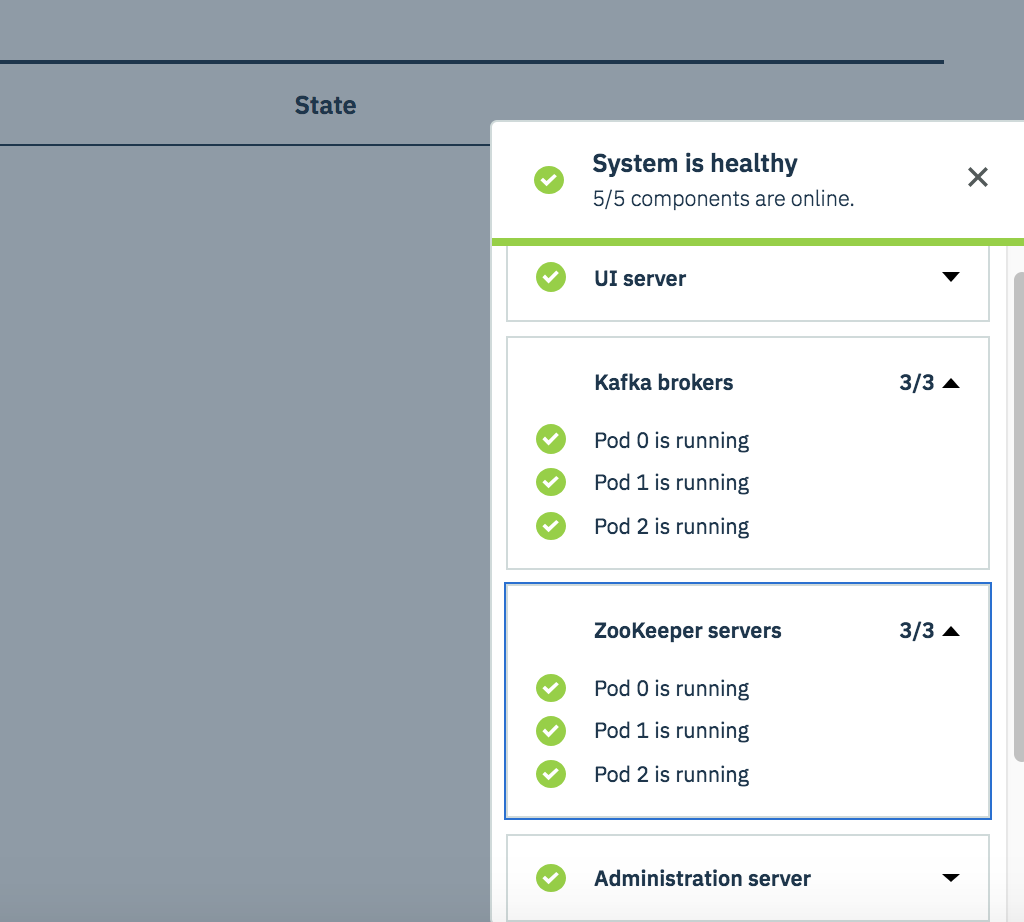 State
System is healthy
5/5 components are online.
UI server
Kafka brokers 3/3
Pod 0 is running
Pod 1 is running
Pod 2 is running
ZooKeeper servers 3/3
Pod 0 is running
Pod 1 is running
Pod 2 is running
Administration server